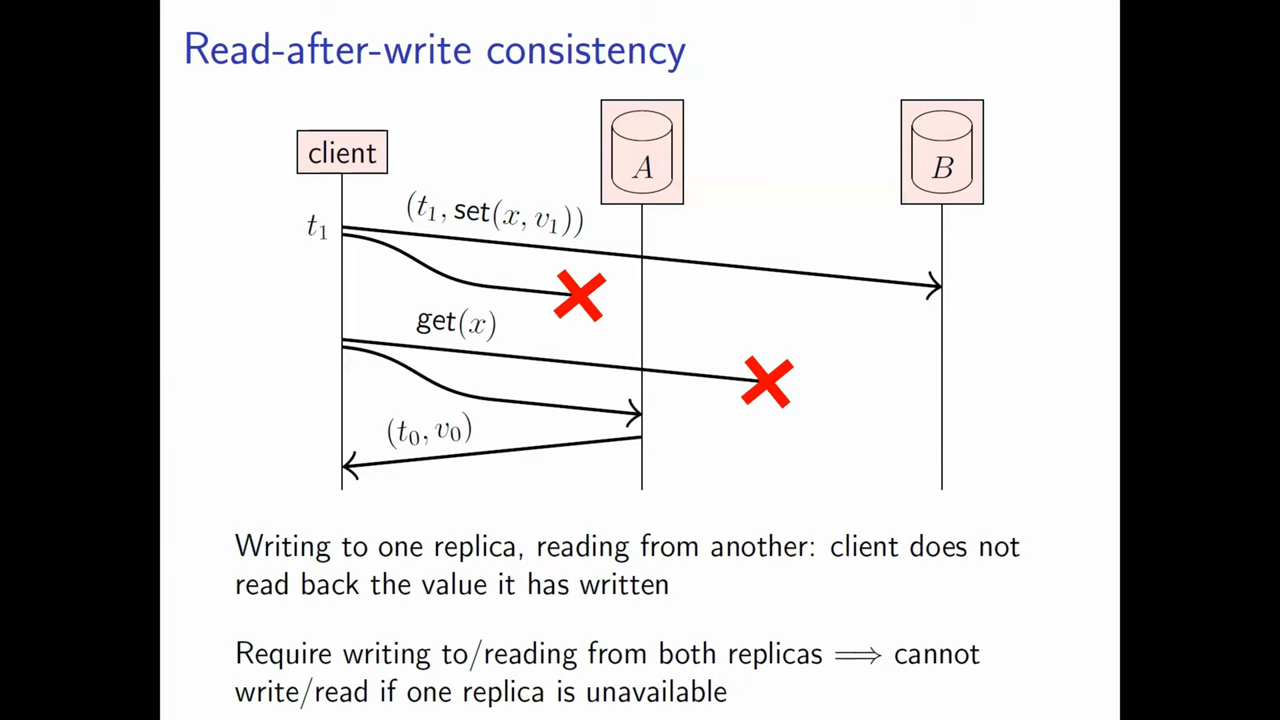 Read-after-write consistency
client
A
B
t₁
(t₁, set(x, v₁))
get(x)
(t₀, v₀)
Writing to one replica, reading from another: client does not
read back the value it has written
Require writing to/reading from both replicas ⟹ cannot
write/read if one replica is unavailable